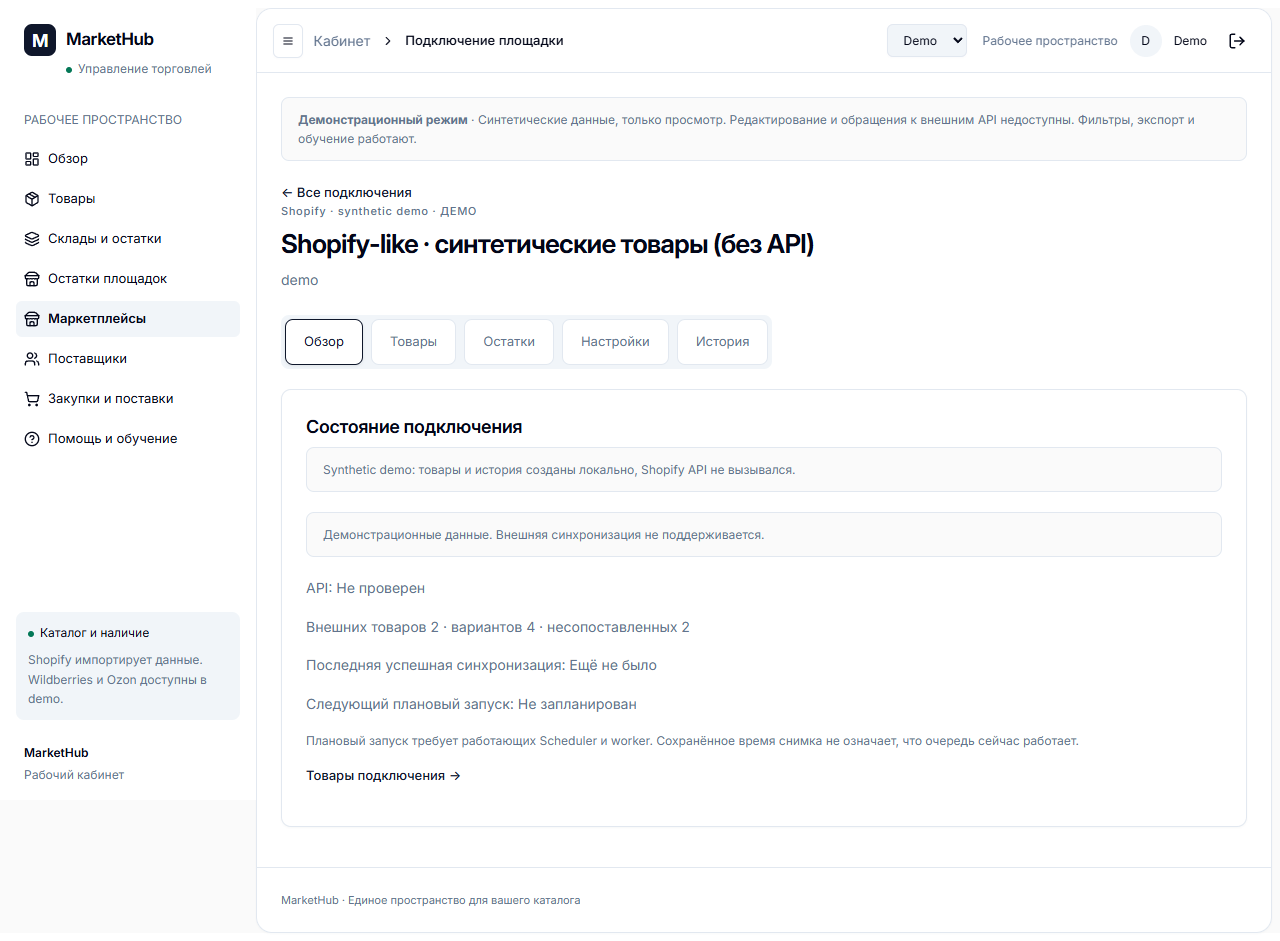 M MarketHub
Управление торговлей
РАБОЧЕЕ ПРОСТРАНСТВО
Обзор
Товары
Склады и остатки
Остатки площадок
Маркетплейсы
Поставщики
Закупки и поставки
Помощь и обучение
Каталог и наличие
Shopify импортирует данные.
Wildberries и Ozon доступны в
demo.
MarketHub
Рабочий кабинет
Кабинет > Подключение площадки
Demo Рабочее пространство D Demo
Демонстрационный режим · Синтетические данные, только просмотр. Редактирование и обращения к внешним API недоступны. Фильтры, экспорт и
обучение работают.
← Все подключения
Shopify · synthetic demo · ДЕМО
Shopify-like · синтетические товары (без API)
demo
Обзор Товары Остатки Настройки История
Состояние подключения
Synthetic demo: товары и история созданы локально, Shopify API не вызывался.
Демонстрационные данные. Внешняя синхронизация не поддерживается.
API: Не проверен
Внешних товаров 2 · вариантов 4 · несопоставленных 2
Последняя успешная синхронизация: Ещё не было
Следующий плановый запуск: Не запланирован
Плановый запуск требует работающих Scheduler и worker. Сохранённое время снимка не означает, что очередь сейчас работает.
Товары подключения →
MarketHub · Единое пространство для вашего каталога